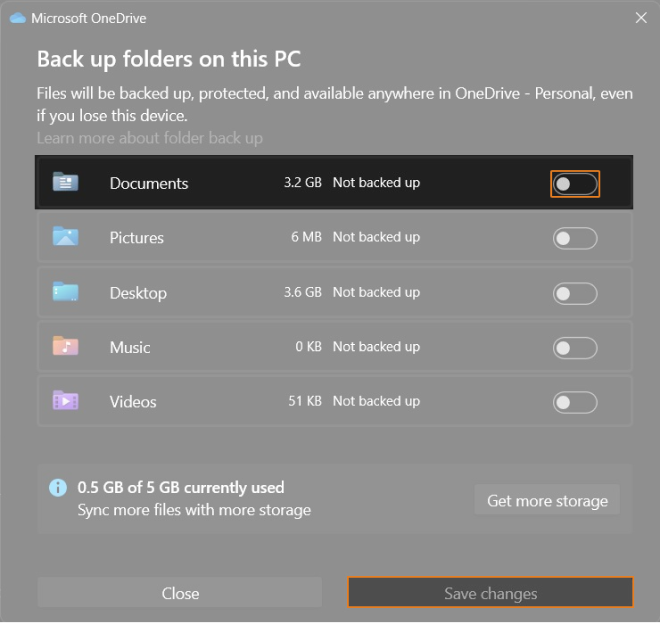 Microsoft OneDrive
Back up folders on this PC
Files will be backed up, protected, and available anywhere in OneDrive - Personal, even
if you lose this device.
Learn more about folder back up
Documents 3.2 GB Not backed up
Pictures 6 MB Not backed up
Desktop 3.6 GB Not backed up
Music 0 KB Not backed up
Videos 51 KB Not backed up
0.5 GB of 5 GB currently used
Sync more files with more storage
Get more storage
Close Save changes